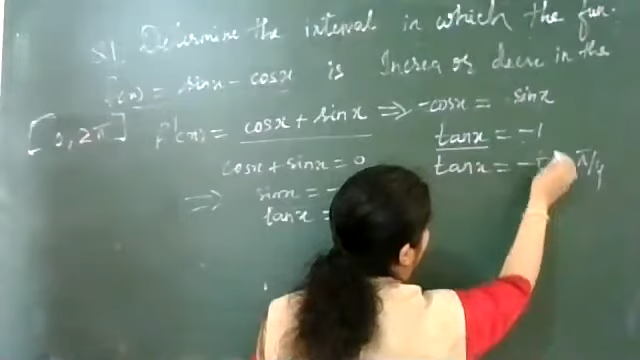 S1. Determine the interval in which the fun.
f(x) = sinx - cosx is Increa or decre in the
[0, 2π] f'(x) = cosx + sinx ⇒ -cosx = sinx
cosx + sinx = 0
tanx = -1
⇒ sinx = -
tanx = - π/4
tanx =